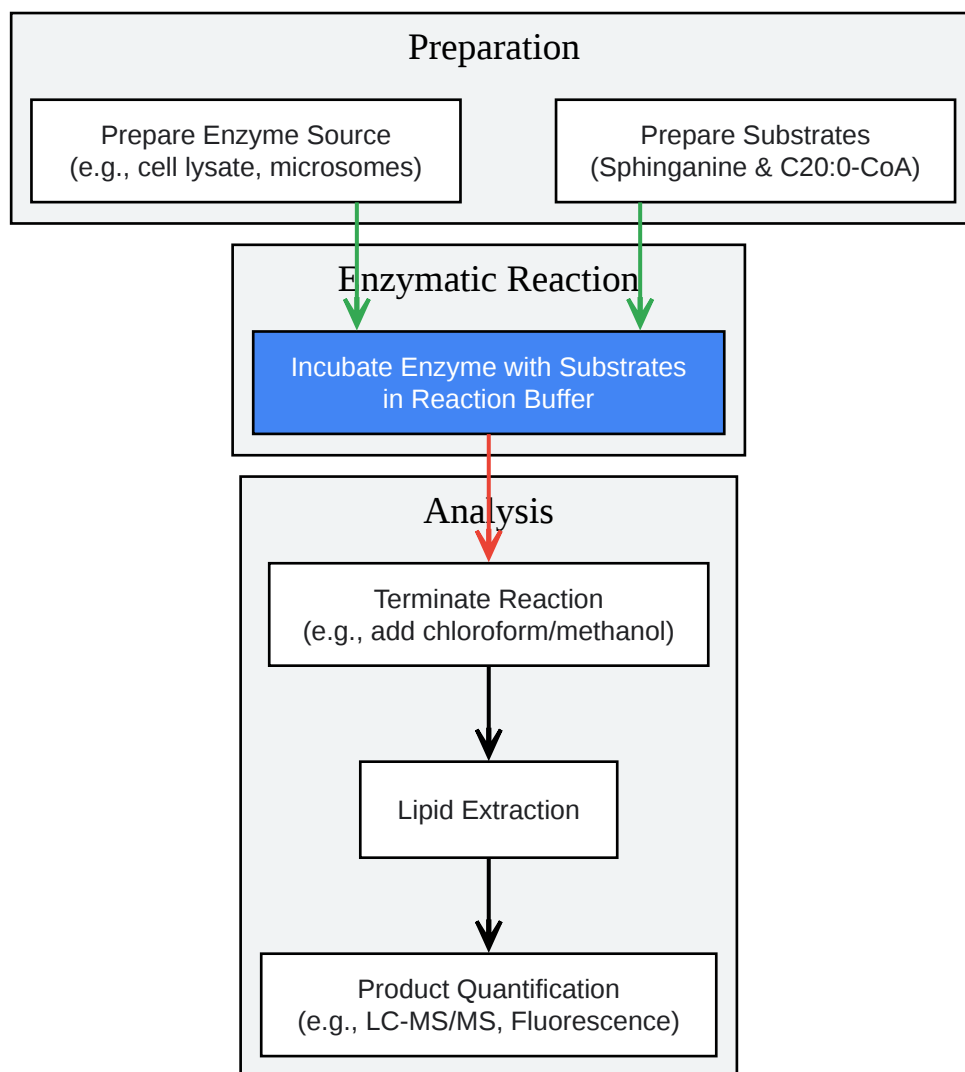 Preparation
Prepare Enzyme Source
(e.g., cell lysate, microsomes)
Prepare Substrates
(Sphinganine & C20:0-CoA)
Enzymatic Reaction
Incubate Enzyme with Substrates
in Reaction Buffer
Analysis
Terminate Reaction
(e.g., add chloroform/methanol)
Lipid Extraction
Product Quantification
(e.g., LC-MS/MS, Fluorescence)